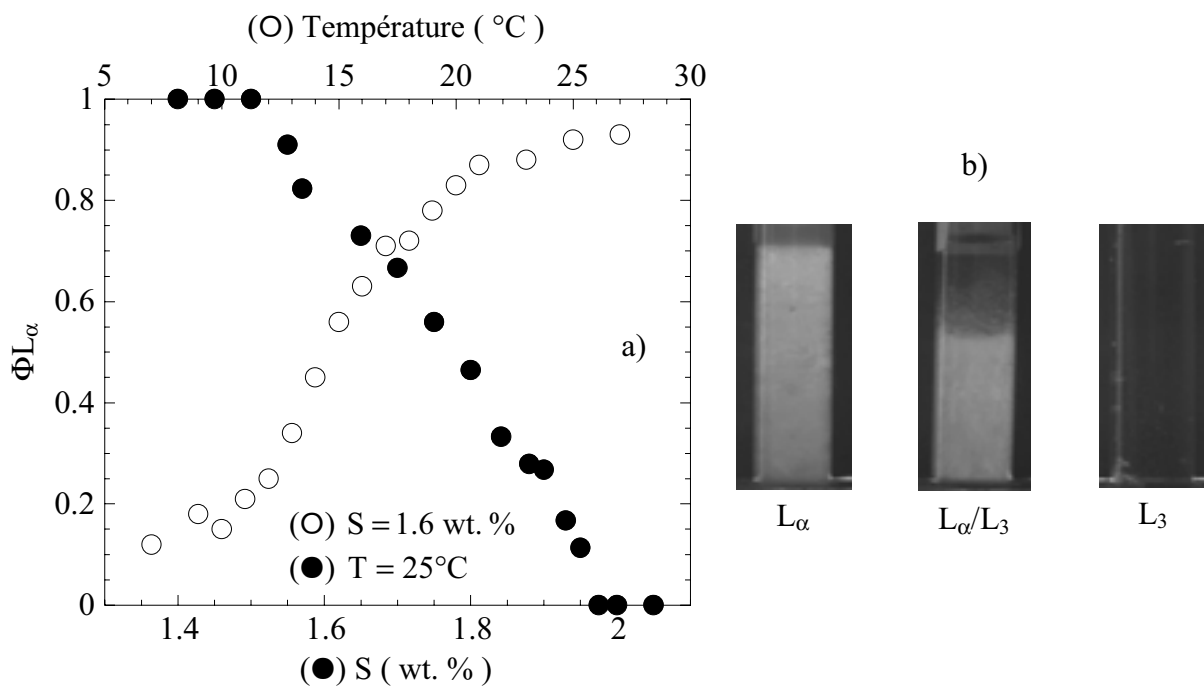 (O) Température ( °C )
5 10 15 20 25 30
1
0.8
0.6
0.4
0.2
0
ΦLα
a)
(O) S = 1.6 wt. %
(●) T = 25°C
1.4 1.6 1.8 2
(●) S ( wt. % )
b)
Lα Lα/L3 L3